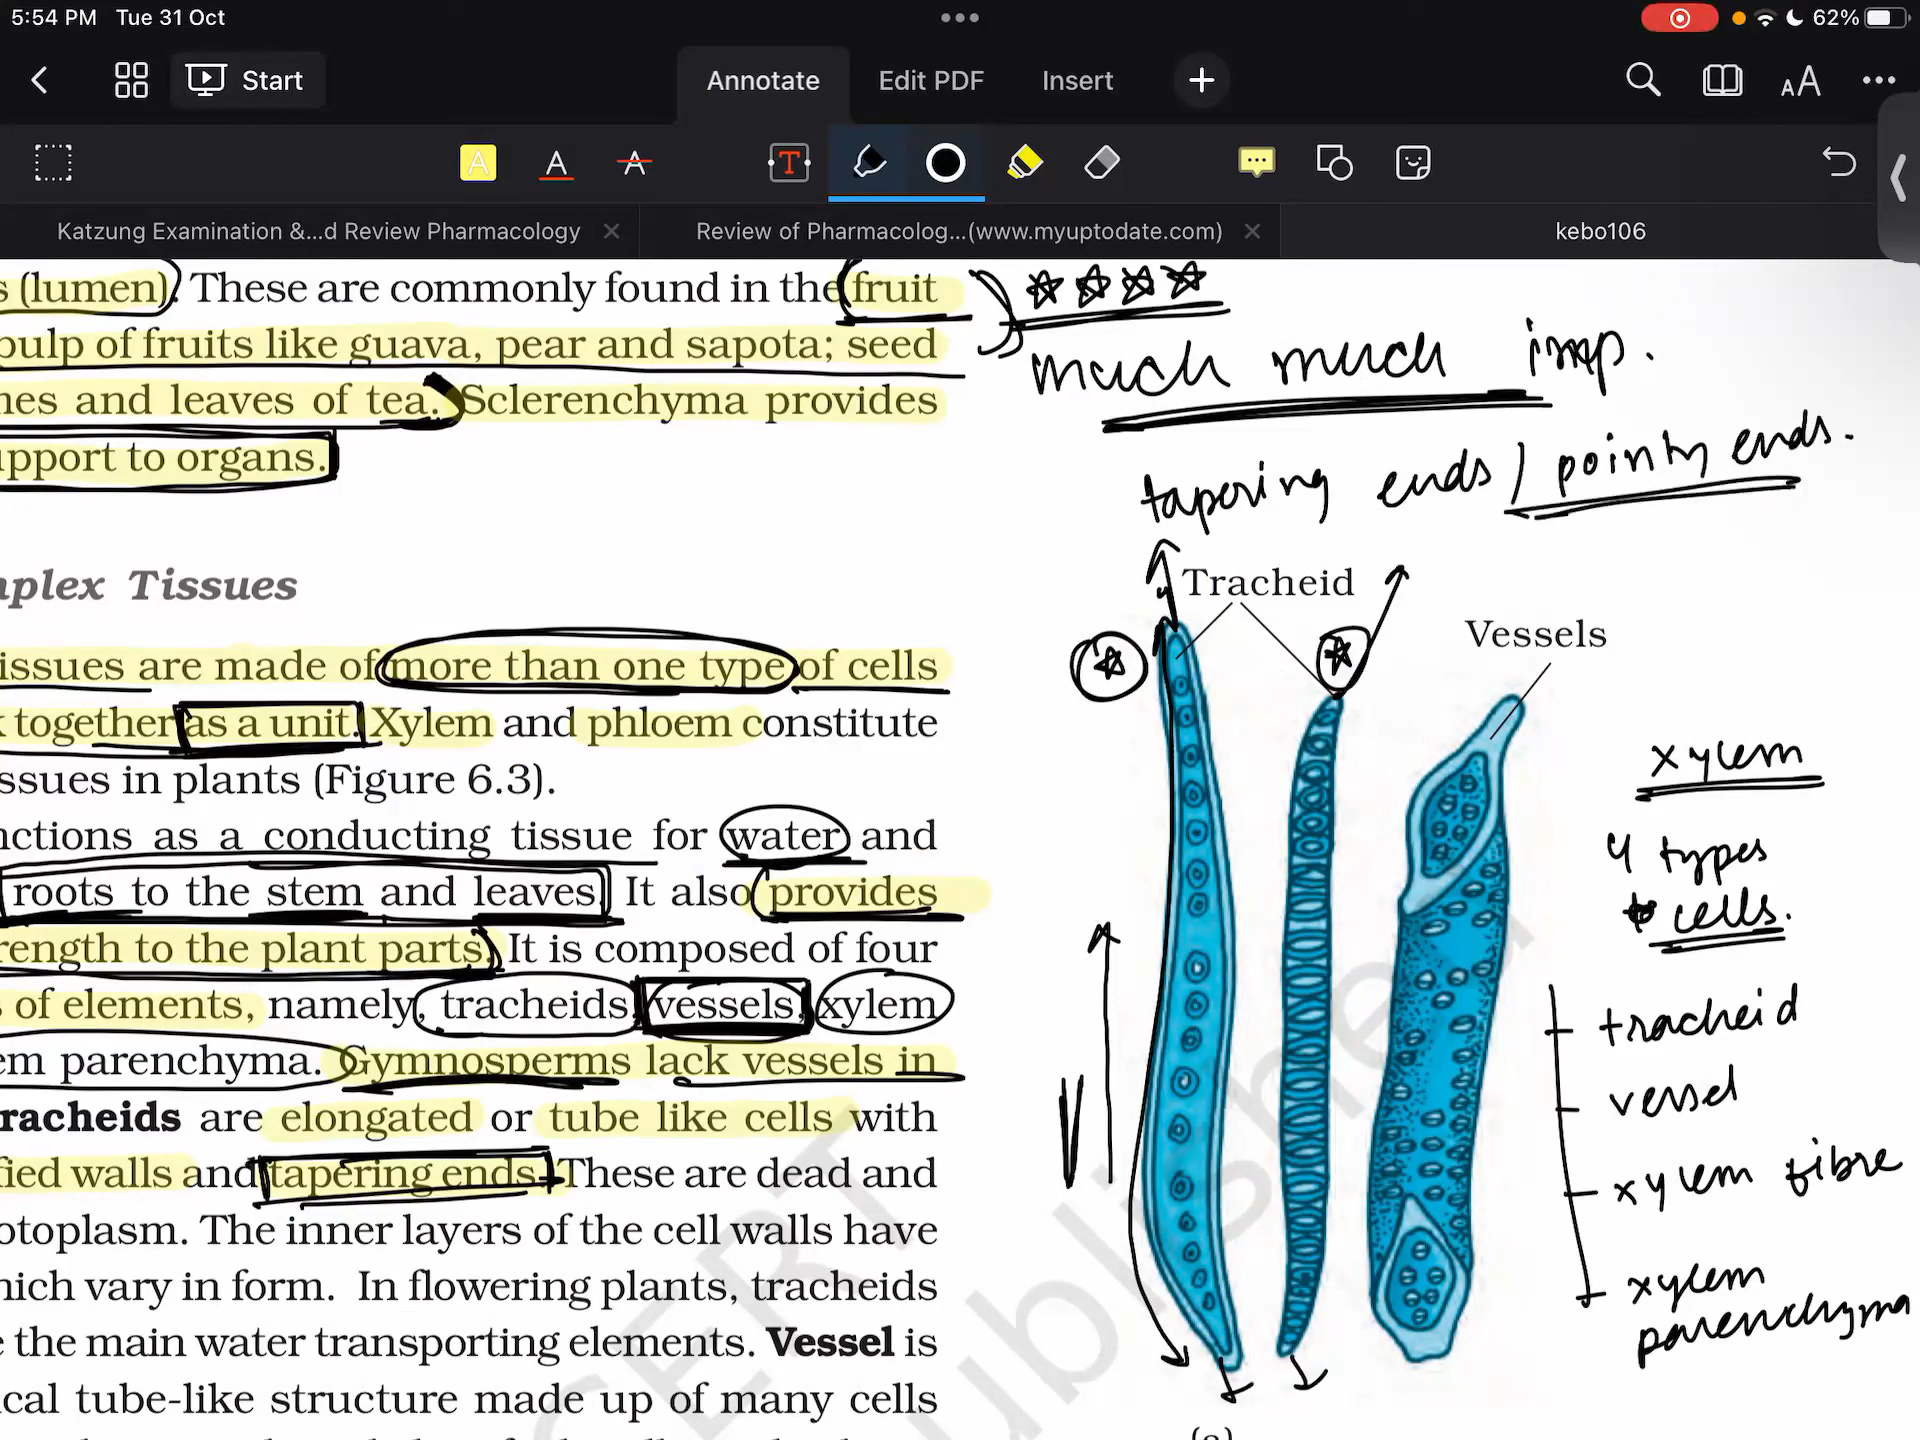 5:54 PM Tue 31 Oct
62%
Start
Annotate
Edit PDF
Insert
AA
A A A T
Katzung Examination &...d Review Pharmacology
Review of Pharmacolog...(www.myuptodate.com)
kebo106
s (lumen). These are commonly found in the fruit
pulp of fruits like guava, pear and sapota; seed
nes and leaves of tea. Sclerenchyma provides
upport to organs.
much much imp.
tapering ends / pointy ends.
nplex Tissues
issues are made of more than one type of cells
k together as a unit. Xylem and phloem constitute
ssues in plants (Figure 6.3).
nctions as a conducting tissue for water and
roots to the stem and leaves. It also provides
rength to the plant parts. It is composed of four
s of elements, namely, tracheids, vessels, xylem
em parenchyma. Gymnosperms lack vessels in
racheids are elongated or tube like cells with
fied walls and tapering ends. These are dead and
otoplasm. The inner layers of the cell walls have
hich vary in form. In flowering plants, tracheids
e the main water transporting elements. Vessel is
ical tube-like structure made up of many cells
Tracheid
Vessels
xylem
4 types
cells.
tracheid
vessel
xylem fibre
xylem
parenchyma
(a)